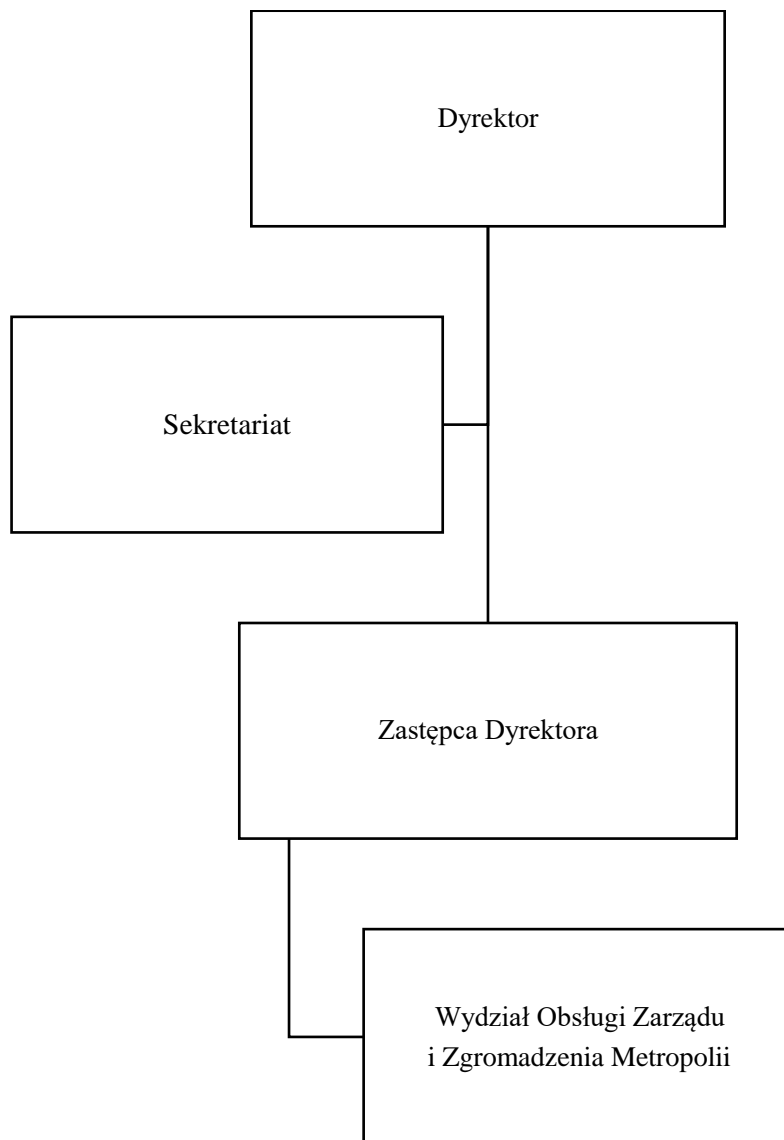 Dyrektor
Sekretariat
Zastępca Dyrektora
Wydział Obsługi Zarządu
i Zgromadzenia Metropolii